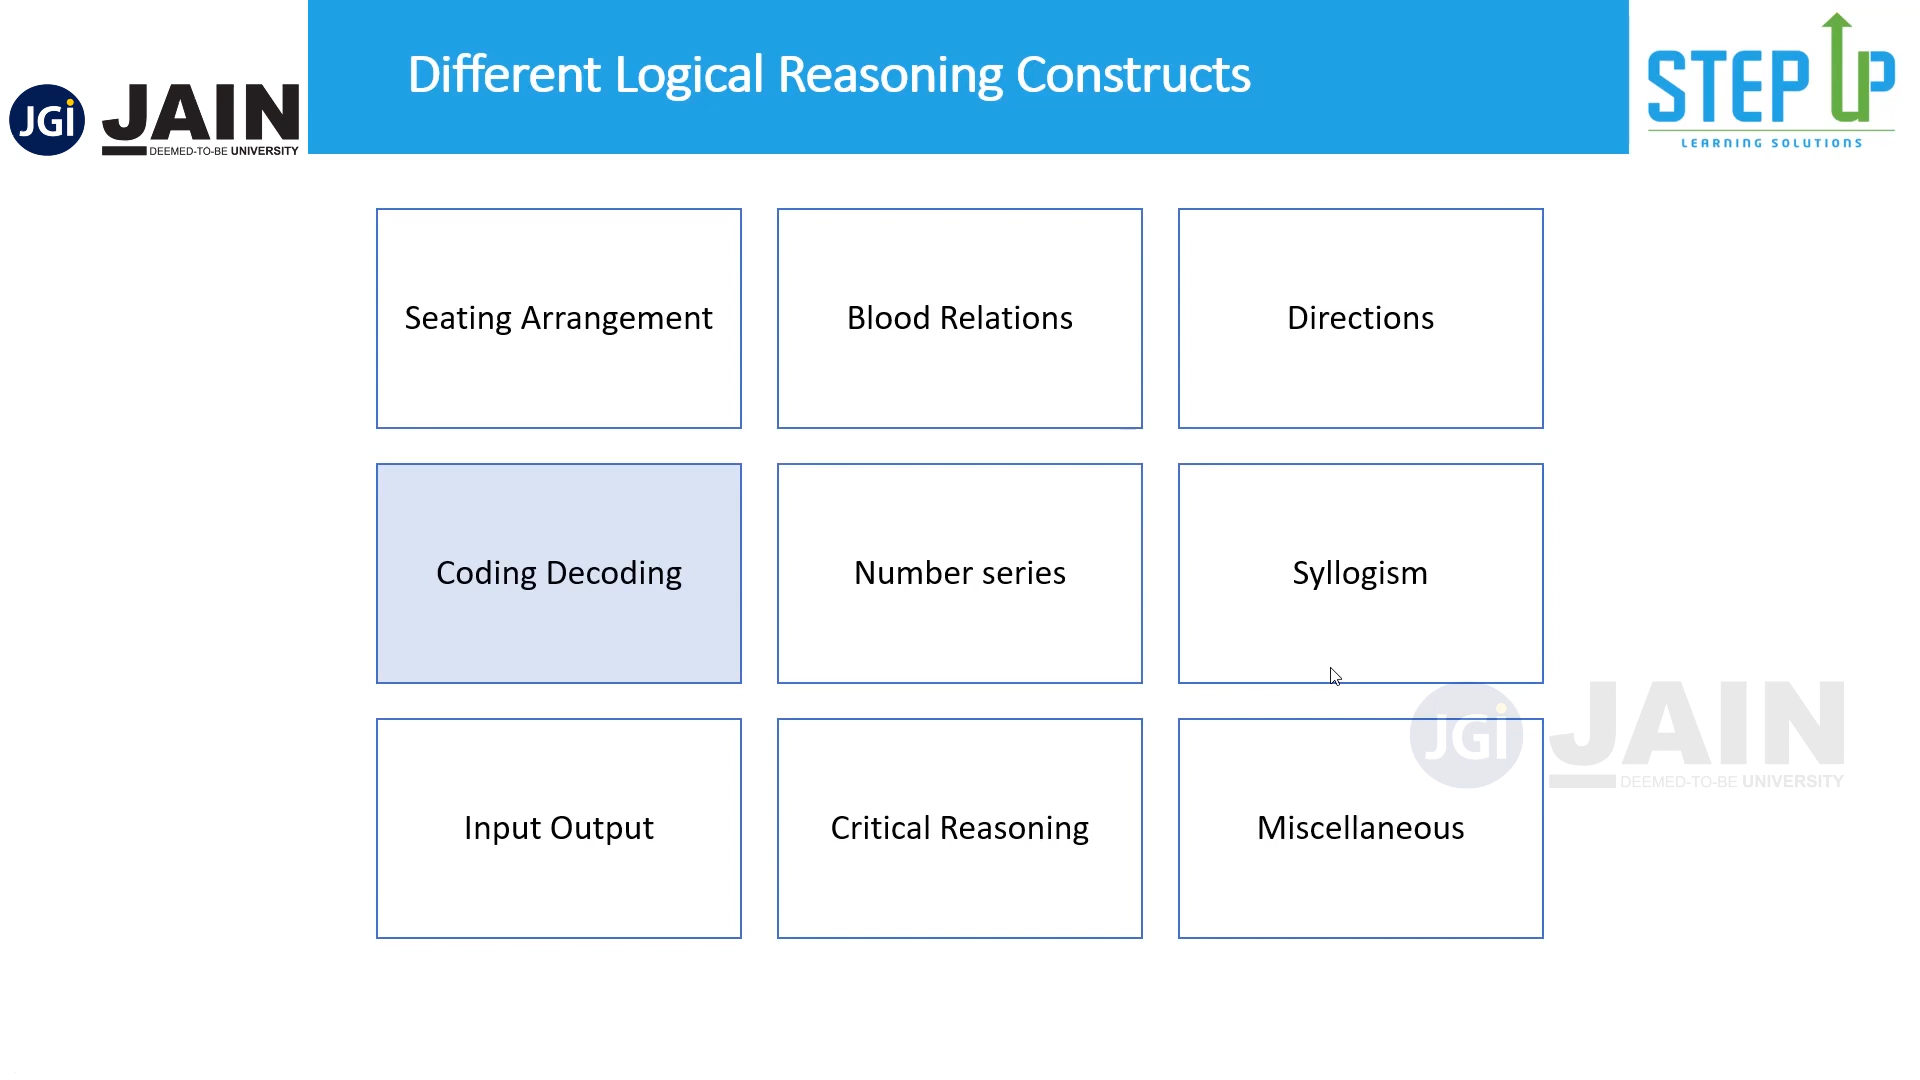 Different Logical Reasoning Constructs
JGi JAIN
DEEMED-TO-BE UNIVERSITY
STEP UP
LEARNING SOLUTIONS
Seating Arrangement
Blood Relations
Directions
Coding Decoding
Number series
Syllogism
JGi JAIN
DEEMED-TO-BE UNIVERSITY
Input Output
Critical Reasoning
Miscellaneous